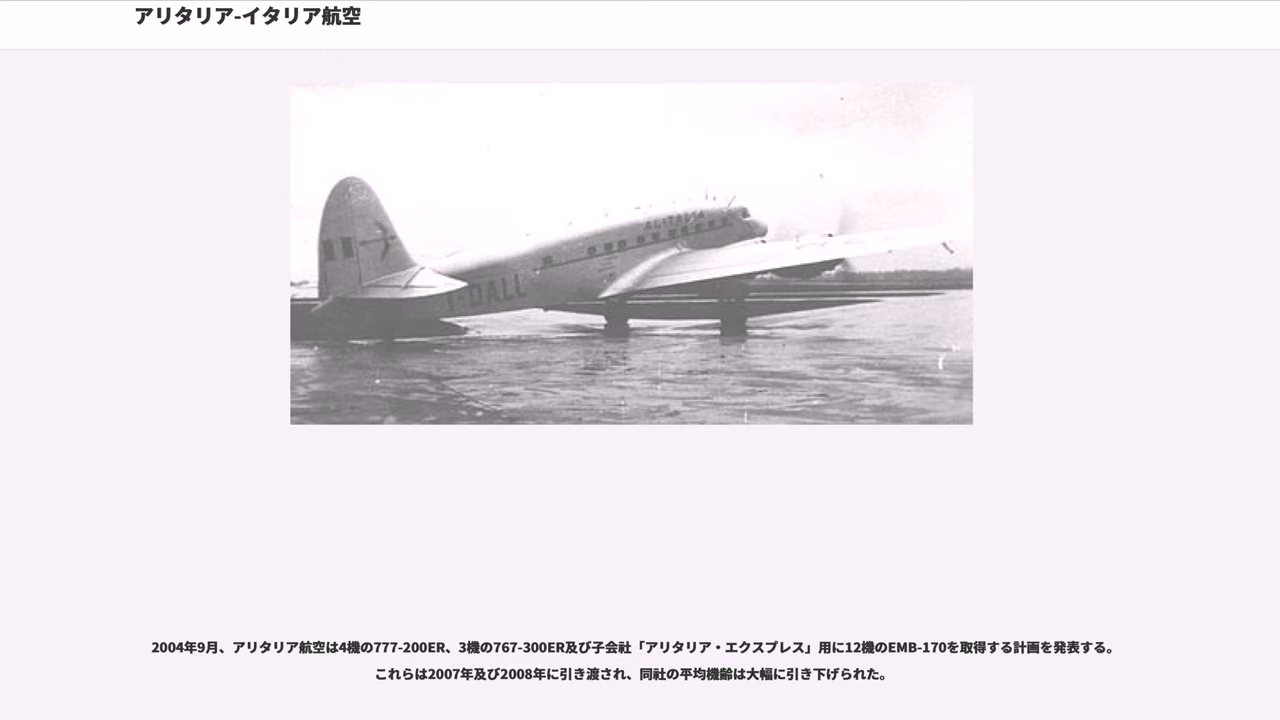 アリタリア-イタリア航空
ALITALIA
I-DALL
2004年9月、アリタリア航空は4機の777-200ER、3機の767-300ER及び子会社「アリタリア・エクスプレス」用に12機のEMB-170を取得する計画を発表する。
これらは2007年及び2008年に引き渡され、同社の平均機齢は大幅に引き下げられた。